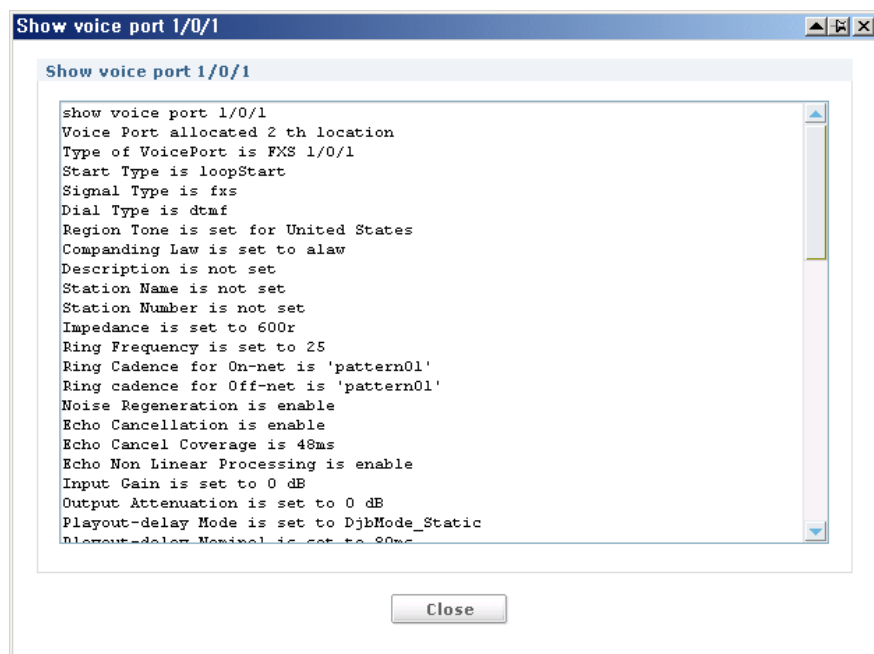 Show voice port 1/0/1
Show voice port 1/0/1
show voice port 1/0/1
Voice Port allocated 2 th location
Type of VoicePort is FXS 1/0/1
Start Type is loopStart
Signal Type is fxs
Dial Type is dtmf
Region Tone is set for United States
Companding Law is set to alaw
Description is not set
Station Name is not set
Station Number is not set
Impedance is set to 600r
Ring Frequency is set to 25
Ring Cadence for On-net is 'pattern01'
Ring cadence for Off-net is 'pattern01'
Noise Regeneration is enable
Echo Cancellation is enable
Echo Cancel Coverage is 48ms
Echo Non Linear Processing is enable
Input Gain is set to 0 dB
Output Attenuation is set to 0 dB
Playout-delay Mode is set to DjbMode_Static
Playout-delay Nominal is set to 80ms
Close